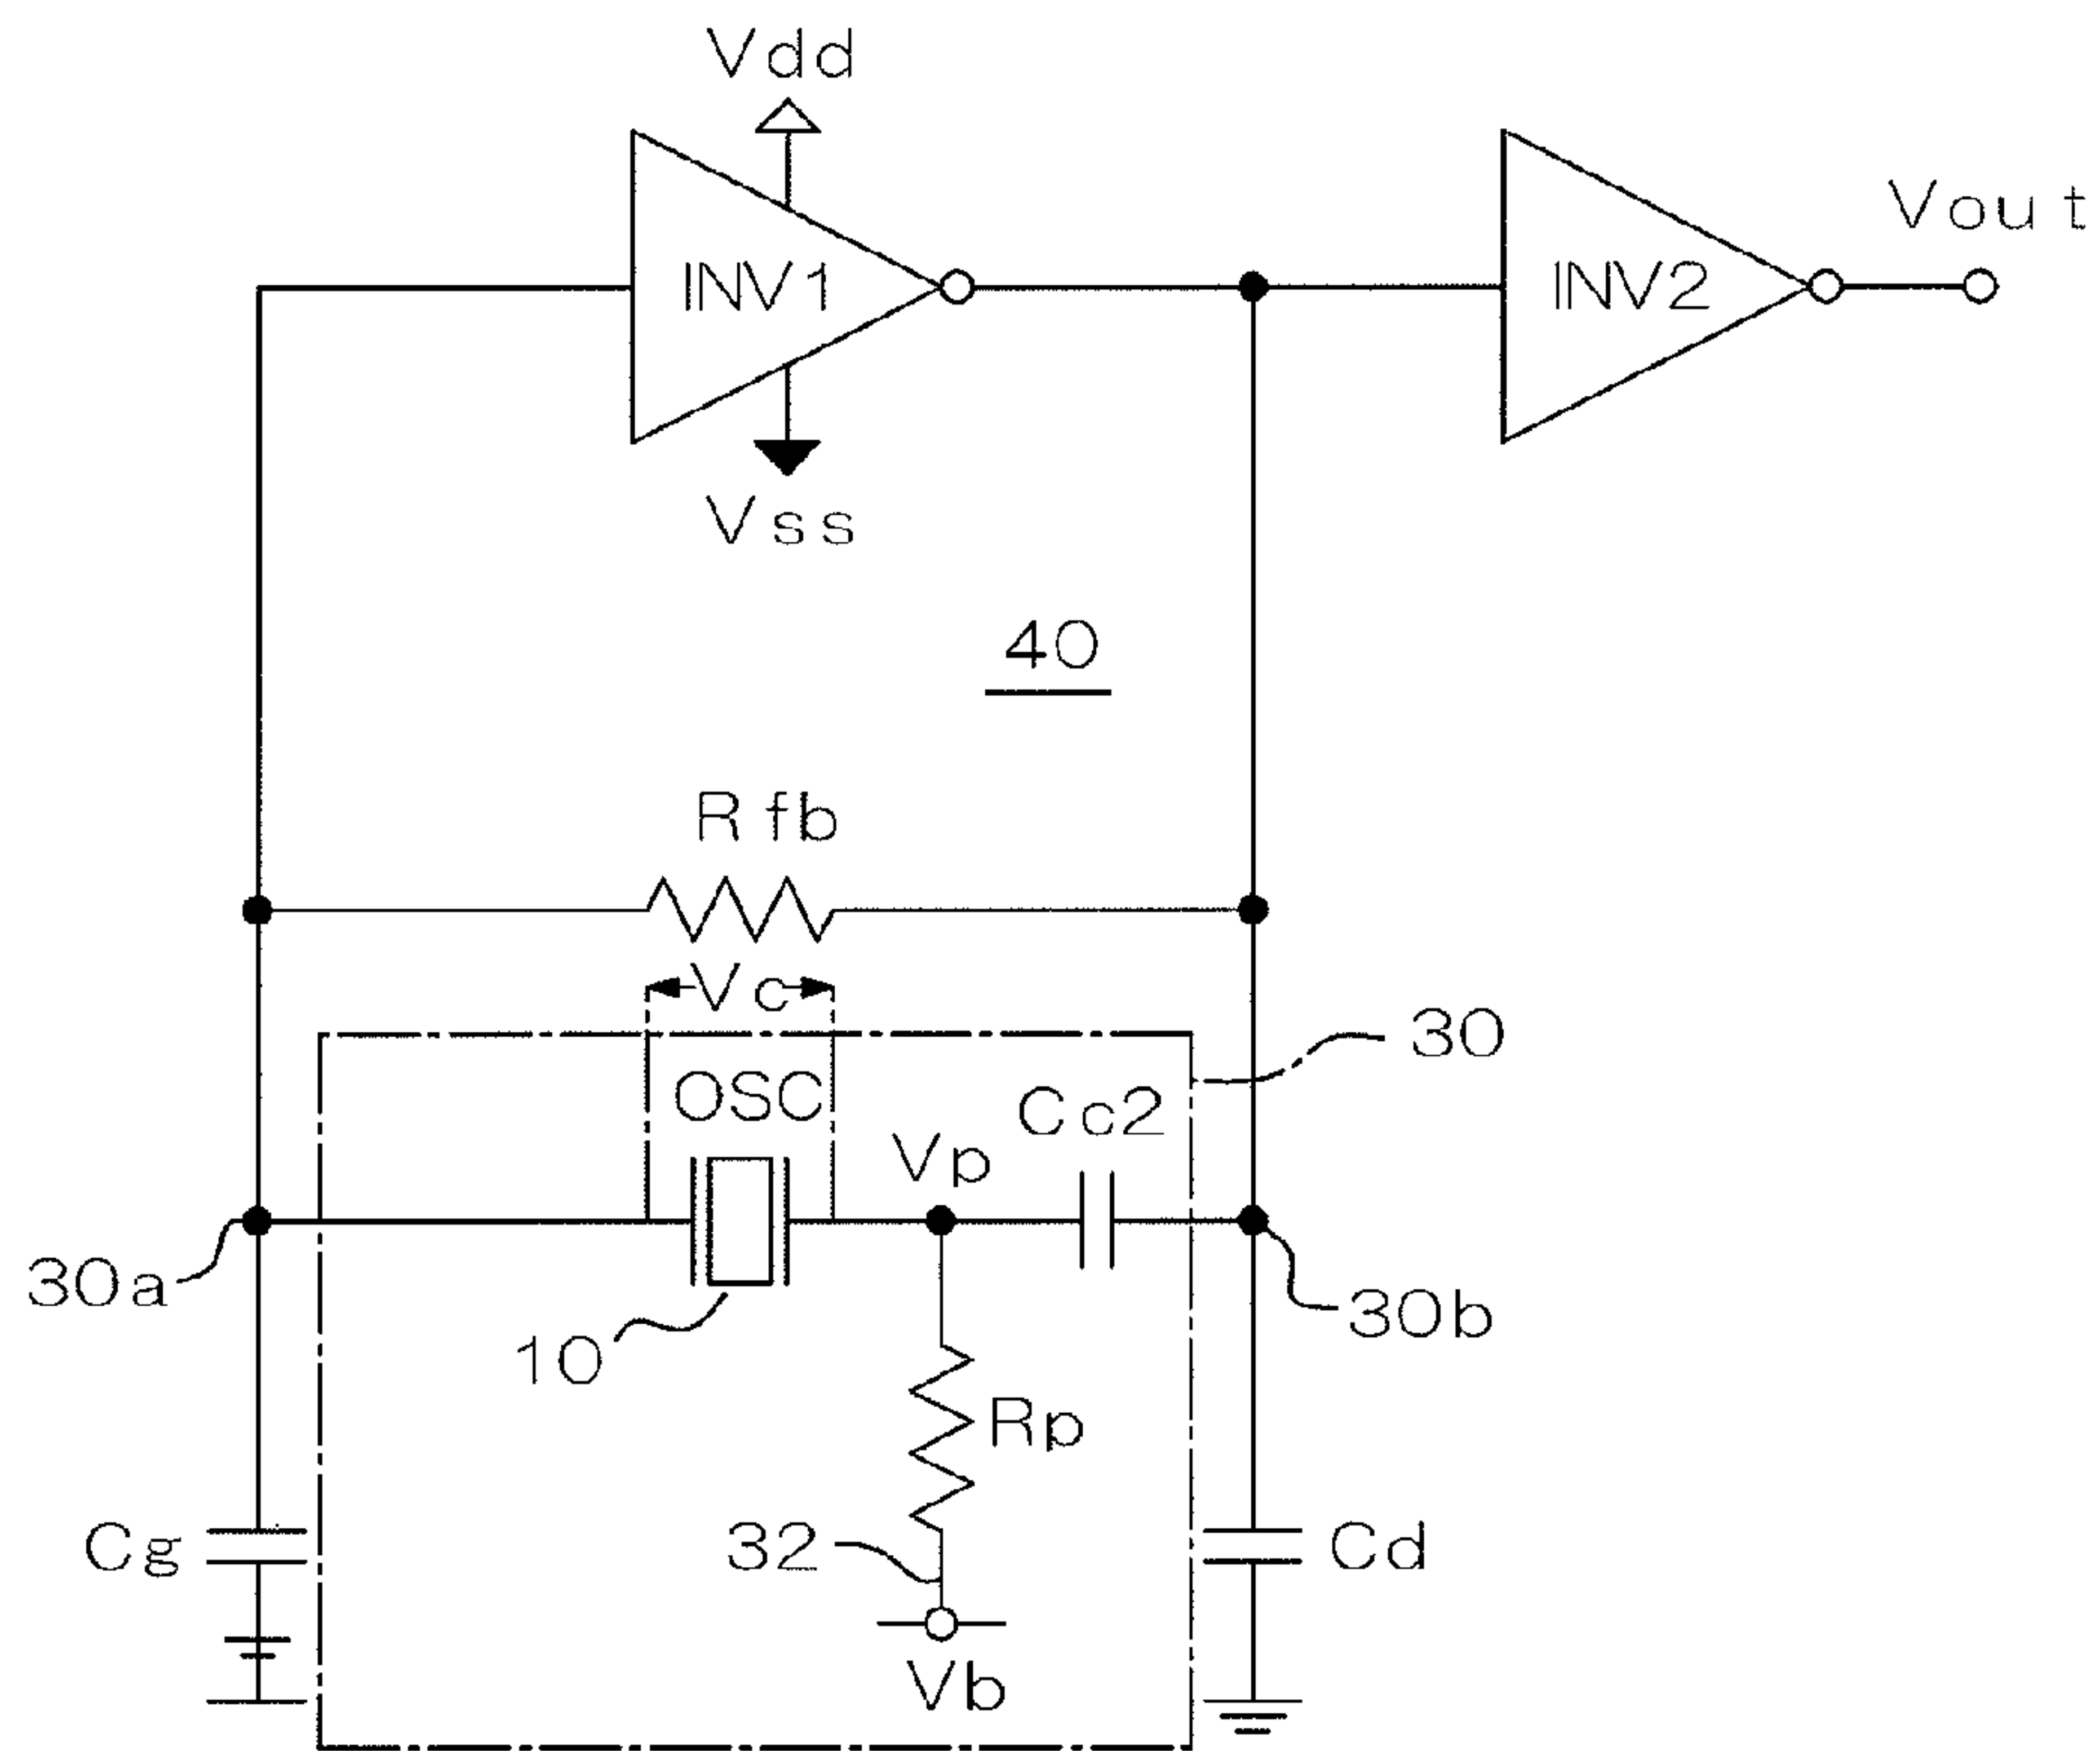 Vdd
INV1
INV2
Vout
Vss
40
Rfb
Vc
30
OSC
Cc2
Vp
30a
30b
10
Rp
Cg
32
Cd
Vb